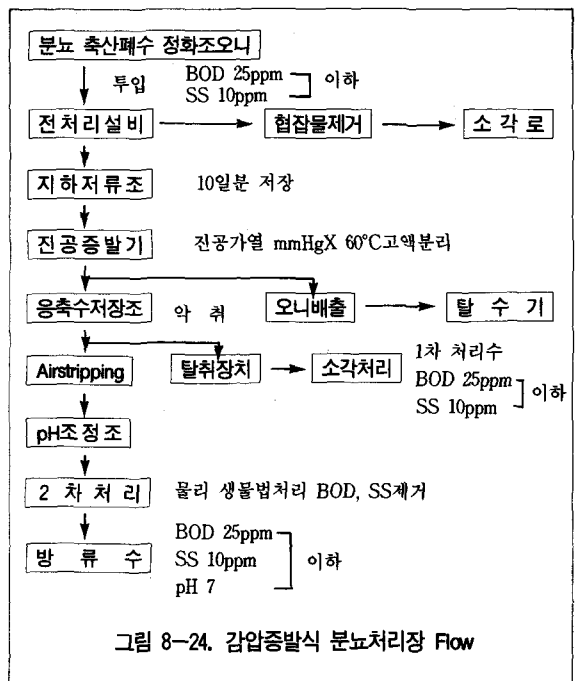 분뇨 축산폐수 정화조오니
투입 BOD 25ppm 이하
SS 10ppm
전처리설비 협잡물제거 소각로
지하저류조 10일분 저장
진공증발기 진공가열 mmHgX 60°C고액분리
응축수저장조 악취 오니배출 탈수기
Airstripping 탈취장치 소각처리 1차 처리수
BOD 25ppm 이하
SS 10ppm
pH조정조
2차처리 물리 생물법처리 BOD, SS제거
BOD 25ppm
방류수 SS 10ppm 이하
pH 7
그림 8-24. 감압증발식 분뇨처리장 Flow